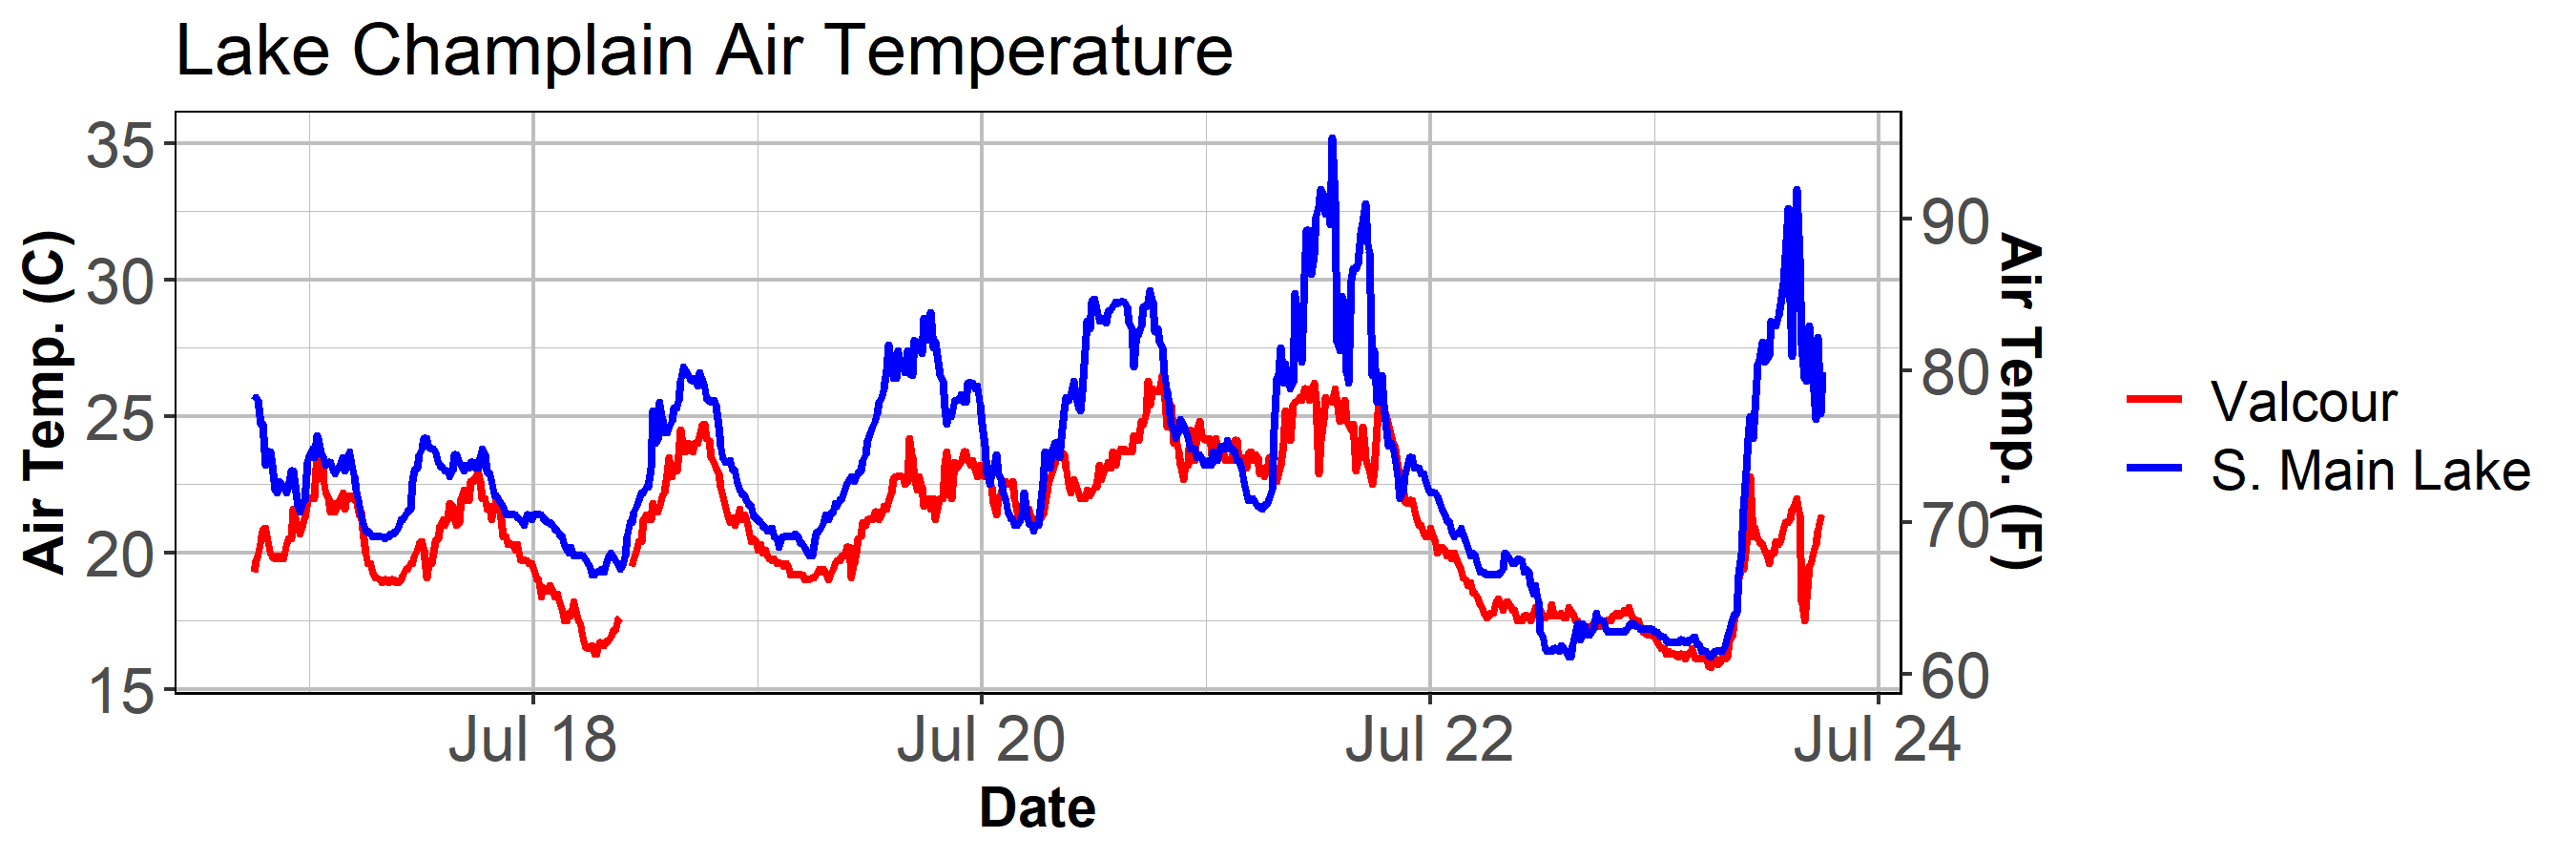 Lake Champlain Air Temperature
35
30
25
20
15
Air Temp. (C)
90
80
70
60
Air Temp. (F)
Jul 18
Jul 20
Jul 22
Jul 24
Date
Valcour
S. Main Lake